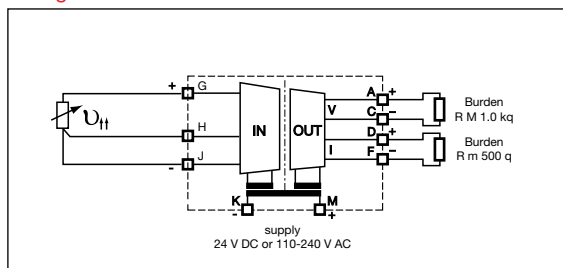 + G
H
- J
IN
OUT
V
I
A +
C -
D +
F -
Burden
R M 1.0 kq
Burden
R m 500 q
K
-
M
+
supply
24 V DC or 110-240 V AC